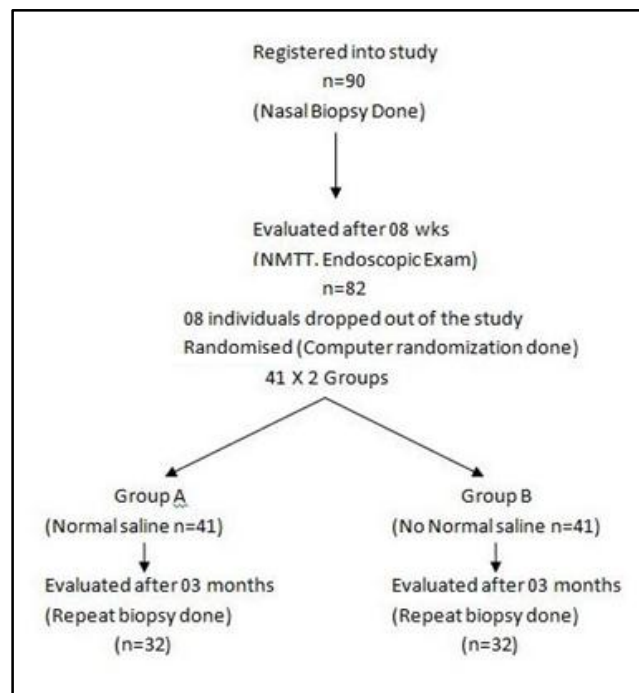 Registered into study
n=90
(Nasal Biopsy Done)
Evaluated after 08 wks
(NMTT. Endoscopic Exam)
n=82
08 individuals dropped out of the study
Randomised (Computer randomization done)
41 X 2 Groups
Group A
(Normal saline n=41)
Evaluated after 03 months
(Repeat biopsy done)
(n=32)
Group B
(No Normal saline n=41)
Evaluated after 03 months
(Repeat biopsy done)
(n=32)